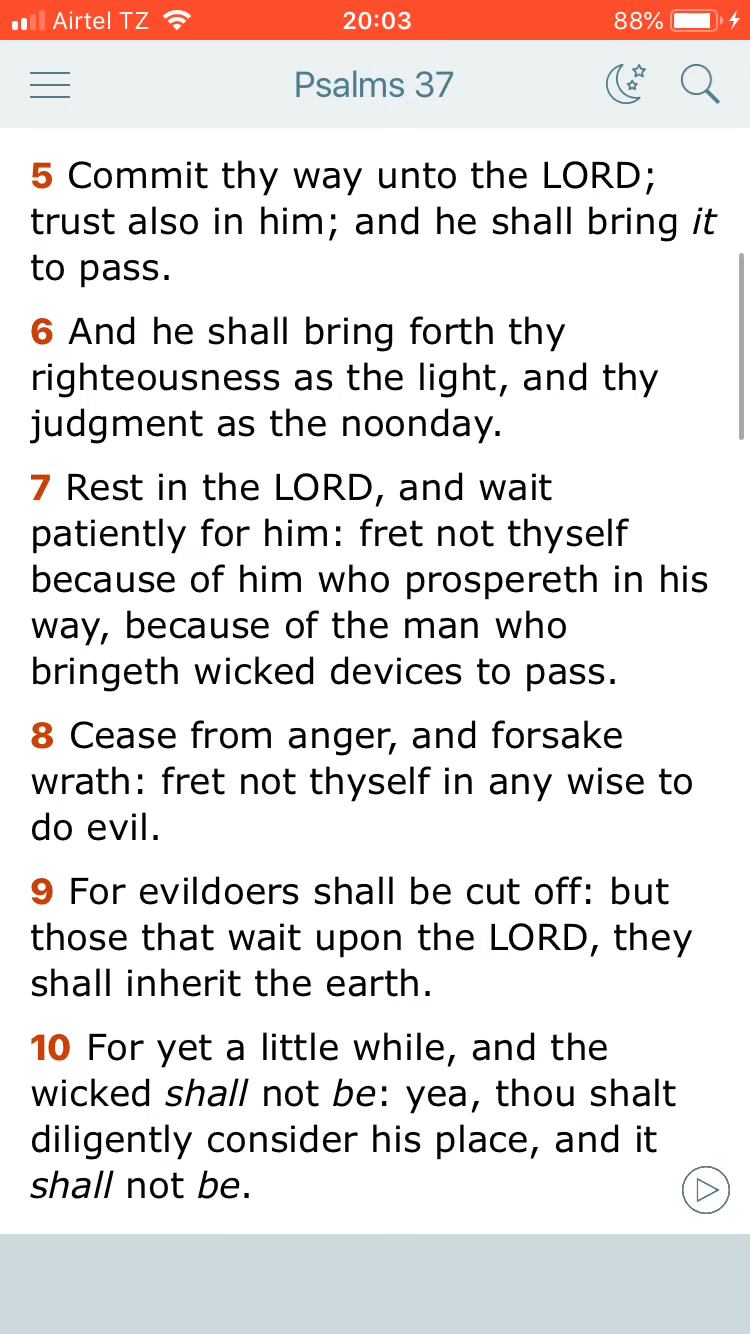 Airtel TZ 20:03 88%
Psalms 37
5 Commit thy way unto the LORD;
trust also in him; and he shall bring it
to pass.
6 And he shall bring forth thy
righteousness as the light, and thy
judgment as the noonday.
7 Rest in the LORD, and wait
patiently for him: fret not thyself
because of him who prospereth in his
way, because of the man who
bringeth wicked devices to pass.
8 Cease from anger, and forsake
wrath: fret not thyself in any wise to
do evil.
9 For evildoers shall be cut off: but
those that wait upon the LORD, they
shall inherit the earth.
10 For yet a little while, and the
wicked shall not be: yea, thou shalt
diligently consider his place, and it
shall not be.